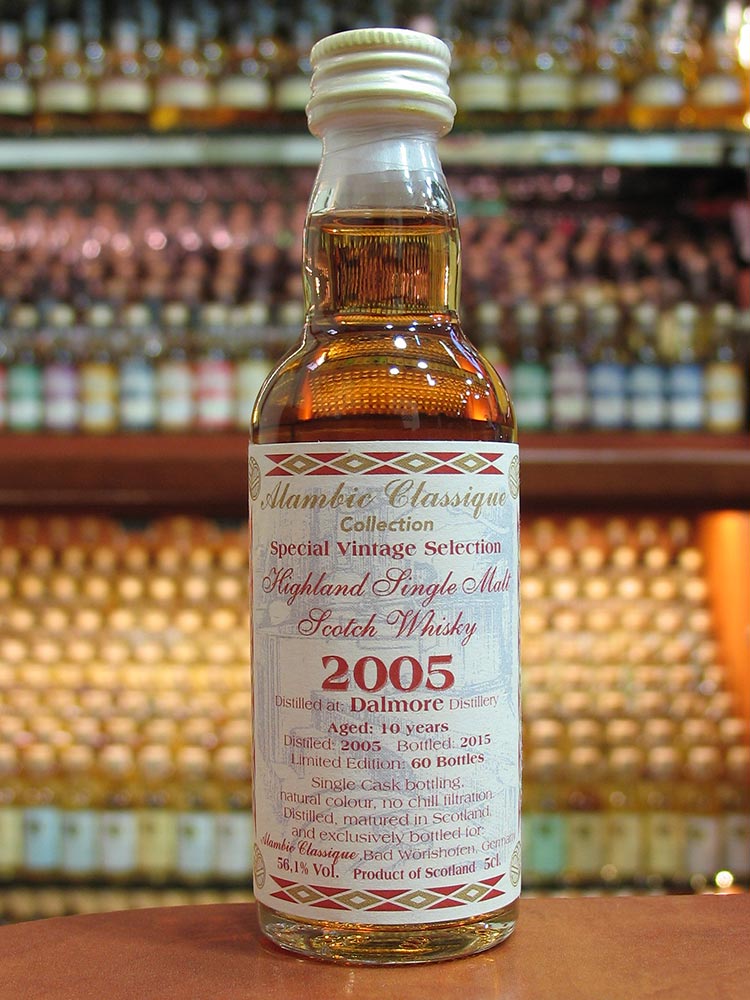 Alambic Classique
Collection
Special Vintage Selection
Highland Single Malt
Scotch Whisky
2005
Distilled at: Dalmore Distillery
Aged: 10 years
Distiled: 2005 Bottled: 2015
Limited Edition: 60 Bottles
Single Cask bottling,
natural colour, no chill filtration.
Distilled, matured in Scotland,
and exclusively bottled for:
Alambic Classique, Bad Wörishofen, Germany
56,1% Vol. Product of Scotland 5cl.